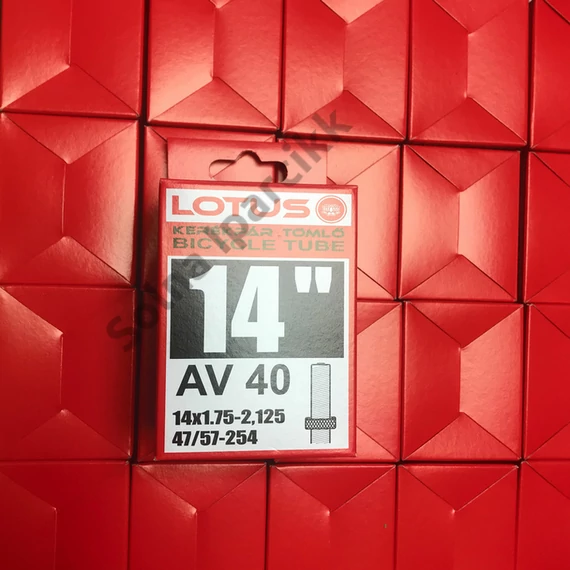 LOTUS
KERÉKPÁR TÖMLŐ
BICYCLE TUBE
14"
AV 40
14x1.75-2,125
47/57-254